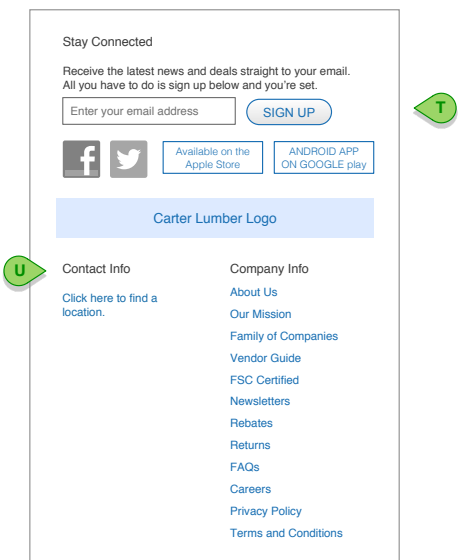 Stay Connected
Receive the latest news and deals straight to your email.
All you have to do is sign up below and you're set.
Enter your email address
SIGN UP
T
f
Available on the
Apple Store
ANDROID APP
ON GOOGLE play
Carter Lumber Logo
U
Contact Info
Click here to find a
location.
Company Info
About Us
Our Mission
Family of Companies
Vendor Guide
FSC Certified
Newsletters
Rebates
Returns
FAQs
Careers
Privacy Policy
Terms and Conditions